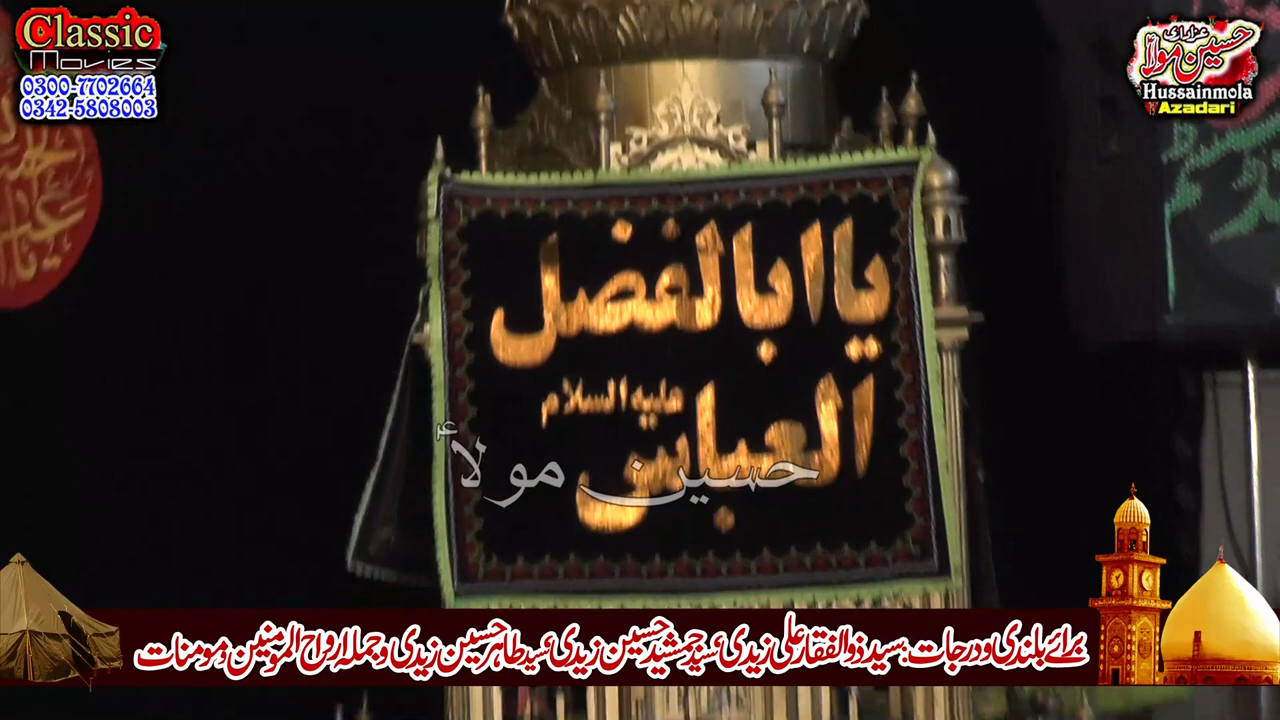 Classic
Movies
0300-7702664
0342-5808003
عزاداری
حسین مولاؑ
Hussainmola
Azadari
یا ابالفضل
العباس
علیه السلام
حسین مولاؑ
برائے بلندی و درجات: سید ذوالفقار علی زیدی، سید جمشید حسین زیدی، سید طاہر حسین زیدی و جملہ ارواح المومنین و مومنات